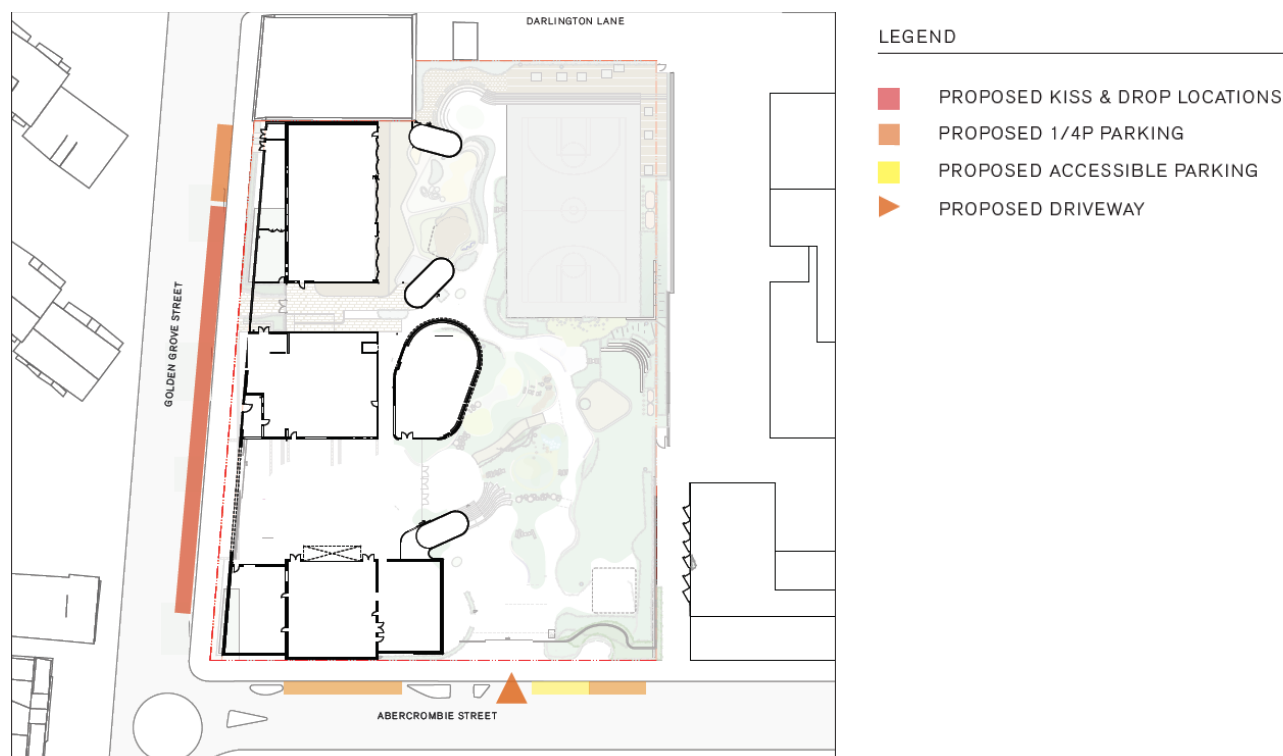 DARLINGTON LANE
GOLDEN GROVE STREET
ABERCROMBIE STREET
LEGEND
PROPOSED KISS & DROP LOCATIONS
PROPOSED 1/4P PARKING
PROPOSED ACCESSIBLE PARKING
PROPOSED DRIVEWAY